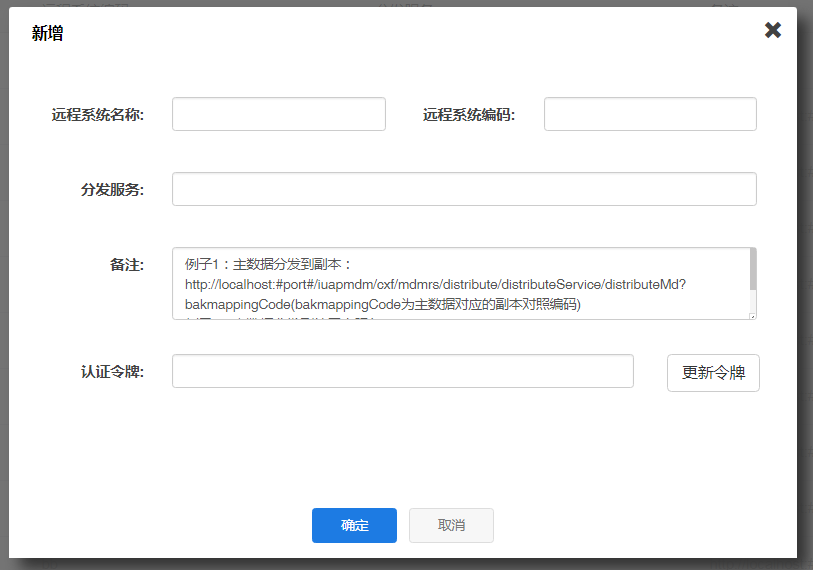 新增
远程系统名称:
远程系统编码:
分发服务:
备注:
例子1：主数据分发到副本：
http://localhost:#port#/iuapmdm/cxf/mdmrs/distribute/distributeService/distributeMd?
bakmappingCode(bakmappingCode为主数据对应的副本对照编码)
认证令牌:
更新令牌
确定
取消